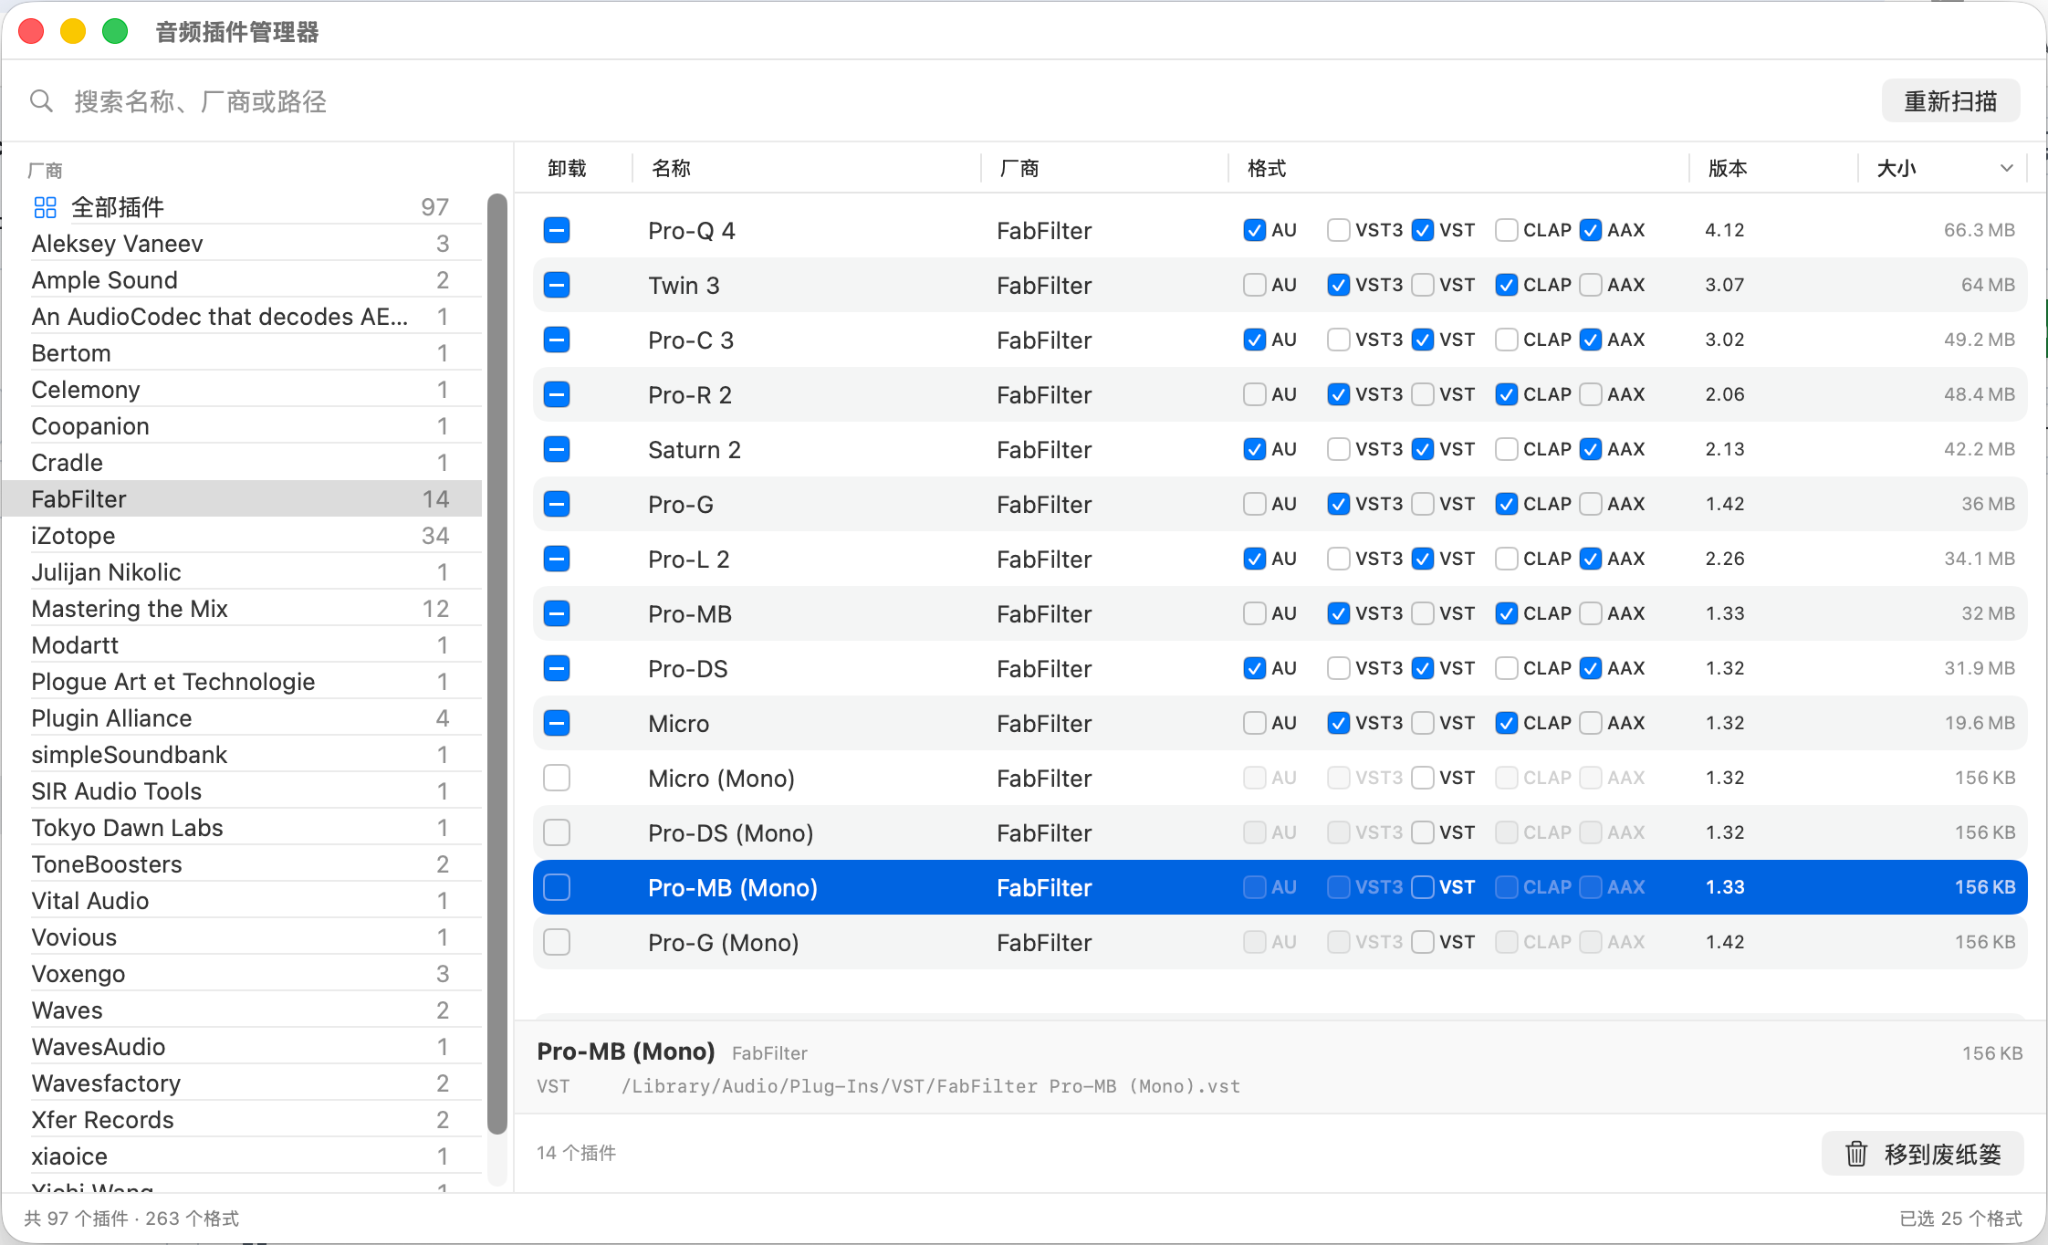 音频插件管理器
搜索名称、厂商或路径
重新扫描
厂商
全部插件 97
Aleksey Vaneev 3
Ample Sound 2
An AudioCodec that decodes AE... 1
Bertom 1
Celemony 1
Coopanion 1
Cradle 1
FabFilter 14
iZotope 34
Julijan Nikolic 1
Mastering the Mix 12
Modartt 1
Plogue Art et Technologie 1
Plugin Alliance 4
simpleSoundbank 1
SIR Audio Tools 1
Tokyo Dawn Labs 1
ToneBoosters 2
Vital Audio 1
Vovious 1
Voxengo 3
Waves 2
WavesAudio 1
Wavesfactory 2
Xfer Records 2
xiaoice 1
Yichi Wang 1
卸载 名称 厂商 格式 版本 大小
Pro-Q 4 FabFilter AU VST3 VST CLAP AAX 4.12 66.3 MB
Twin 3 FabFilter AU VST3 VST CLAP AAX 3.07 64 MB
Pro-C 3 FabFilter AU VST3 VST CLAP AAX 3.02 49.2 MB
Pro-R 2 FabFilter AU VST3 VST CLAP AAX 2.06 48.4 MB
Saturn 2 FabFilter AU VST3 VST CLAP AAX 2.13 42.2 MB
Pro-G FabFilter AU VST3 VST CLAP AAX 1.42 36 MB
Pro-L 2 FabFilter AU VST3 VST CLAP AAX 2.26 34.1 MB
Pro-MB FabFilter AU VST3 VST CLAP AAX 1.33 32 MB
Pro-DS FabFilter AU VST3 VST CLAP AAX 1.32 31.9 MB
Micro FabFilter AU VST3 VST CLAP AAX 1.32 19.6 MB
Micro (Mono) FabFilter AU VST3 VST CLAP AAX 1.32 156 KB
Pro-DS (Mono) FabFilter AU VST3 VST CLAP AAX 1.32 156 KB
Pro-MB (Mono) FabFilter AU VST3 VST CLAP AAX 1.33 156 KB
Pro-G (Mono) FabFilter AU VST3 VST CLAP AAX 1.42 156 KB
Pro-MB (Mono) FabFilter 156 KB
VST /Library/Audio/Plug-Ins/VST/FabFilter Pro-MB (Mono).vst
14 个插件
移到废纸篓
共 97 个插件 · 263 个格式
已选 25 个格式